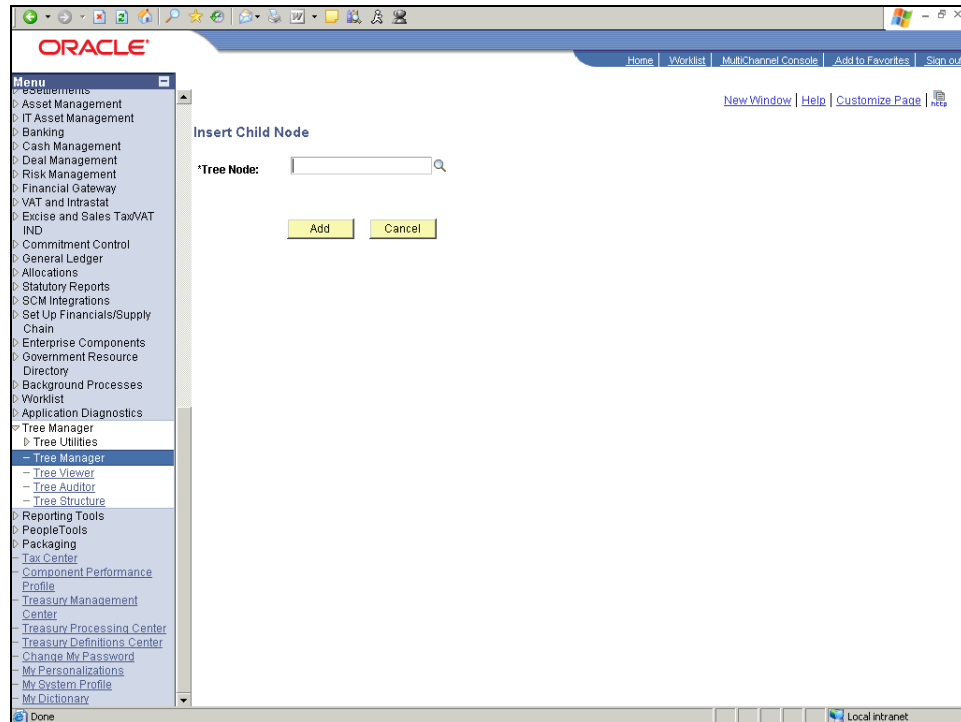 ORACLE'
Home | Worklist | MultiChannel Console | Add to Favorites | Sign out
Menu
eSettlements
Asset Management
IT Asset Management
Banking
Cash Management
Deal Management
Risk Management
Financial Gateway
VAT and Intrastat
Excise and Sales Tax/VAT
IND
Commitment Control
General Ledger
Allocations
Statutory Reports
SCM Integrations
Set Up Financials/Supply
Chain
Enterprise Components
Government Resource
Directory
Background Processes
Worklist
Application Diagnostics
Tree Manager
Tree Utilities
– Tree Manager
– Tree Viewer
– Tree Auditor
– Tree Structure
Reporting Tools
PeopleTools
Packaging
– Tax Center
– Component Performance
Profile
– Treasury Management
Center
– Treasury Processing Center
– Treasury Definitions Center
– Change My Password
– My Personalizations
– My System Profile
– My Dictionary
New Window | Help | Customize Page | http
Insert Child Node
*Tree Node:
Add Cancel
Done
Local intranet